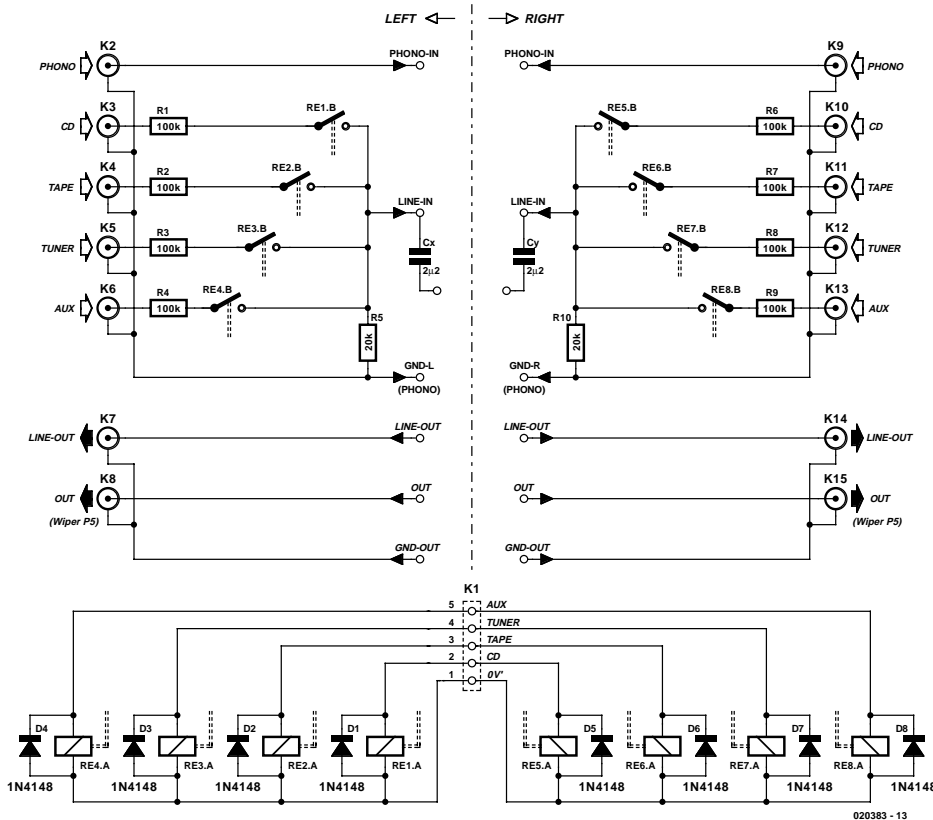 LEFT RIGHT
K2 PHONO-IN PHONO-IN K9
PHONO PHONO
K3 R1 RE1.B RE5.B R6 K10
CD 100k 100k CD
K4 R2 RE2.B RE6.B R7 K11
TAPE 100k 100k TAPE
LINE-IN LINE-IN
K5 R3 RE3.B Cx Cy RE7.B R8 K12
TUNER 100k 100k TUNER
2µ2 2µ2
K6 R4 RE4.B RE8.B R9 K13
AUX 100k 100k AUX
R5 R10
20k 20k
GND-L GND-R
(PHONO) (PHONO)
K7 K14
LINE-OUT LINE-OUT LINE-OUT LINE-OUT
K8 K15
OUT OUT OUT OUT
(Wiper P5) (Wiper P5)
GND-OUT GND-OUT
K1
5 AUX
4 TUNER
3 TAPE
2 CD
1 0V'
D4 D3 D2 D1 D5 D6 D7 D8
RE4.A RE3.A RE2.A RE1.A RE5.A RE6.A RE7.A RE8.A
1N4148 1N4148 1N4148 1N4148 1N4148 1N4148 1N4148 1N4148
020383 - 13